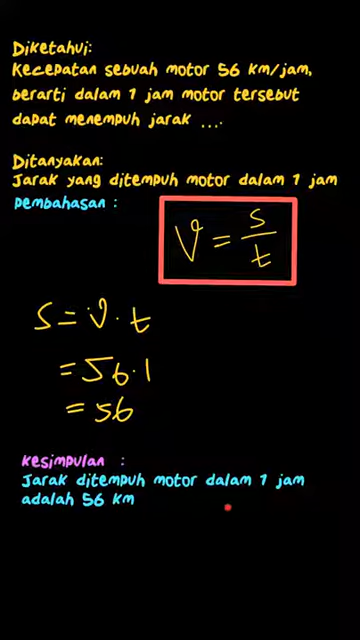 Diketahui:
Kecepatan sebuah motor 56 km/jam,
berarti dalam 1 jam motor tersebut
dapat menempuh jarak ....
Ditanyakan:
Jarak yang ditempuh motor dalam 1 jam
Pembahasan :
V = s/t
s = v . t
= 56 . 1
= 56
Kesimpulan :
Jarak ditempuh motor dalam 1 jam
adalah 56 km